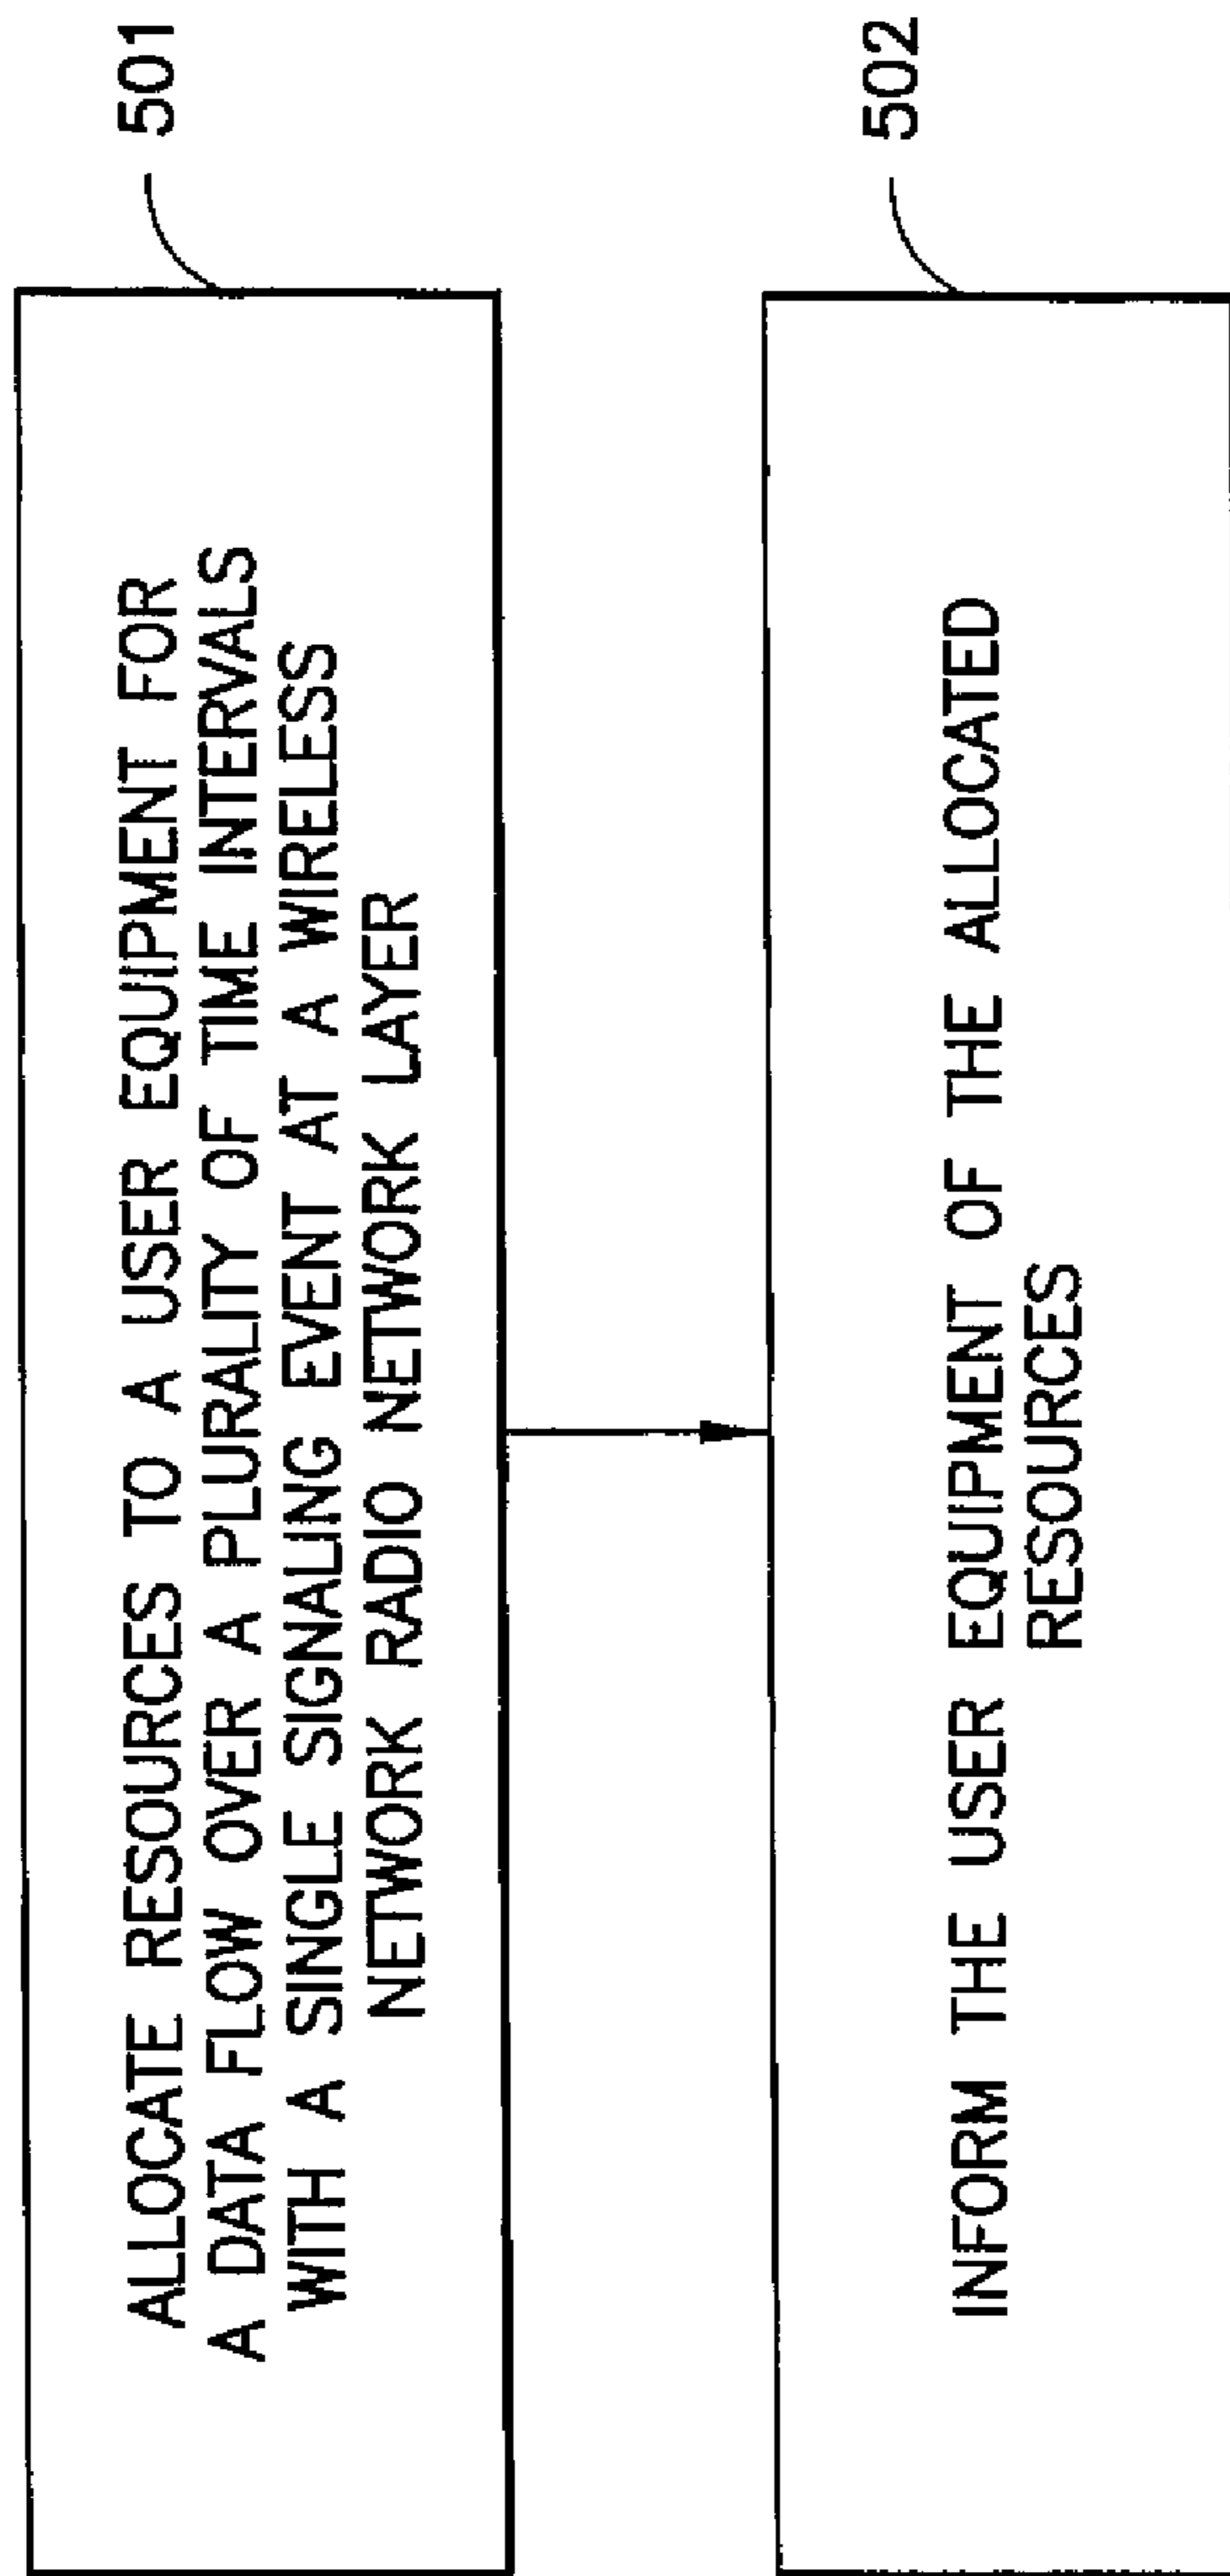 ALLOCATE RESOURCES TO A USER EQUIPMENT FOR
A DATA FLOW OVER A PLURALITY OF TIME INTERVALS
WITH A SINGLE SIGNALING EVENT AT A WIRELESS
NETWORK RADIO NETWORK LAYER
501
INFORM THE USER EQUIPMENT OF THE ALLOCATED
RESOURCES
502